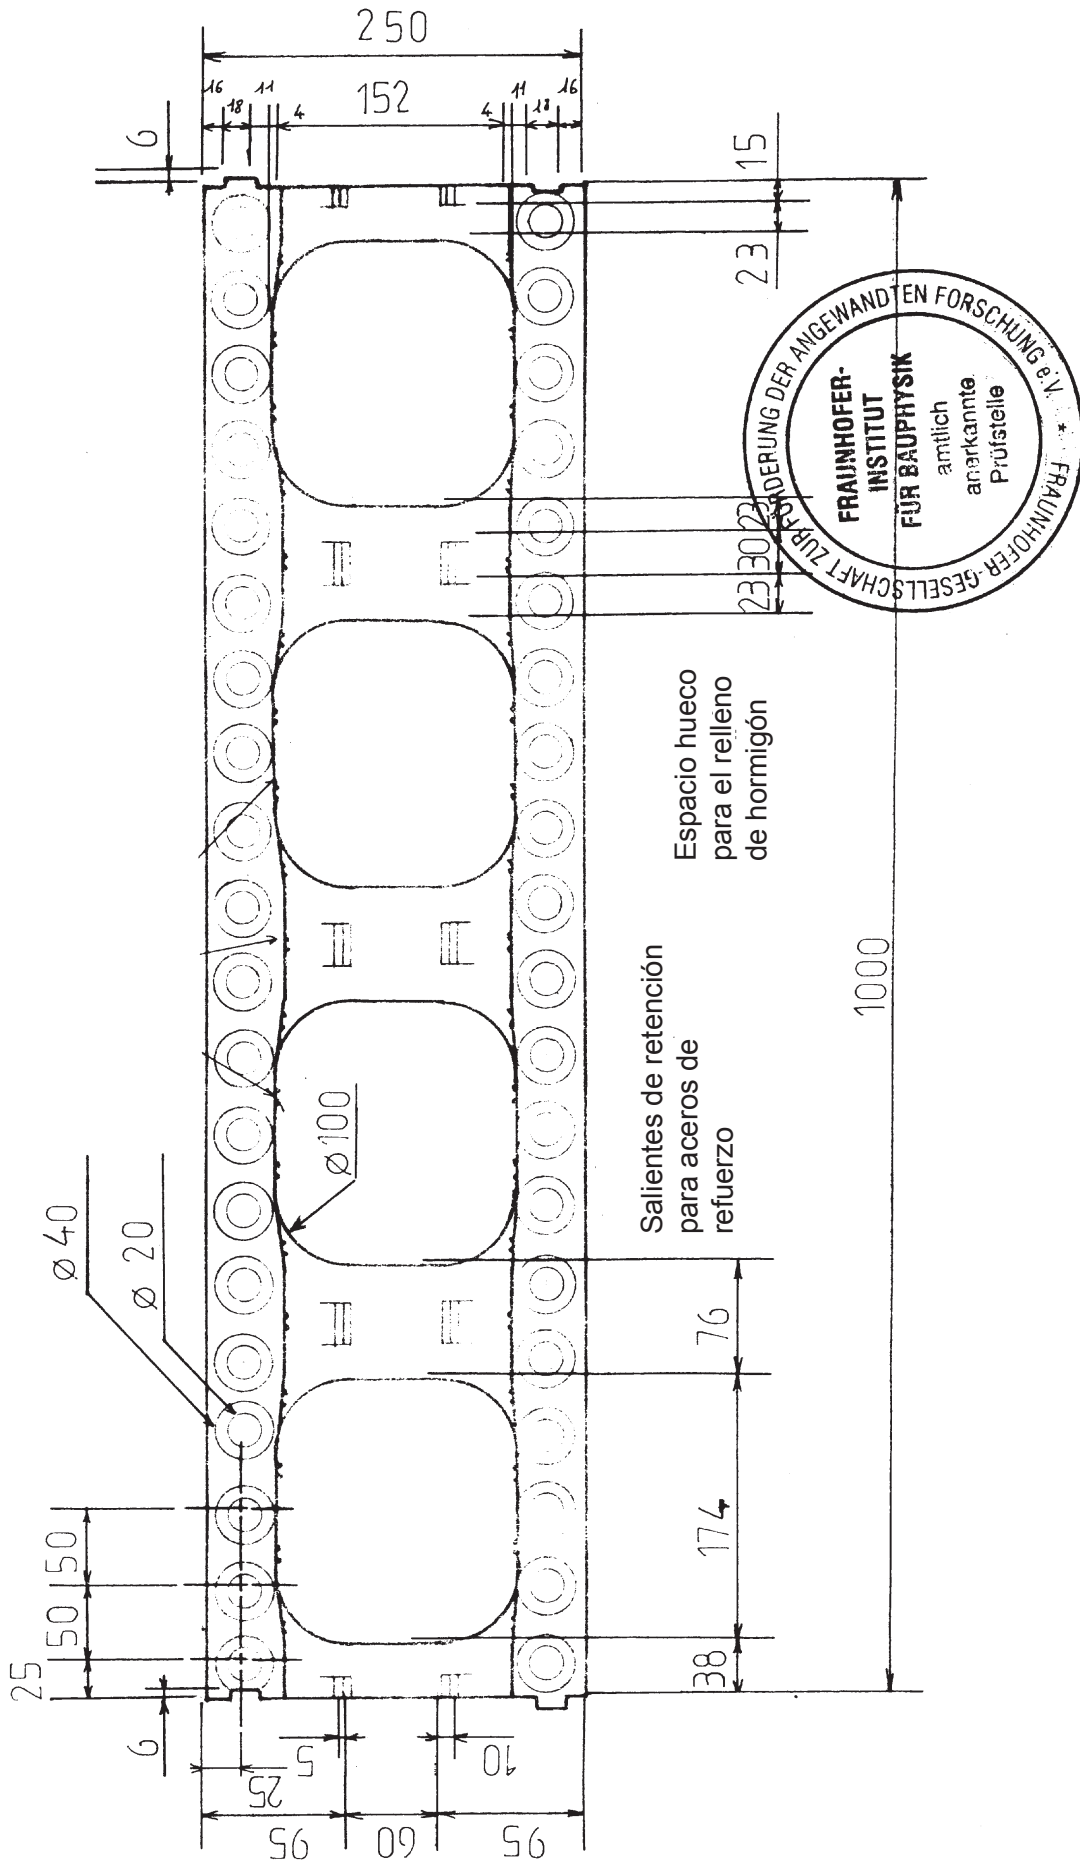 250
16
18
11
4
152
4
11
18
16
6
15
23
23
30
23
FRAUNHOFER-GESELLSCHAFT ZUR FÖRDERUNG DER ANGEWANDTEN FORSCHUNG e.V. *
FRAUNHOFER-
INSTITUT
FÜR BAUPHYSIK
amtlich
anerkannte
Prüfstelle
Espacio hueco
para el relleno
de hormigón
Salientes de retención
para aceros de
refuerzo
1000
Ø 100
Ø 40
Ø 20
76
174
38
50
50
25
6
25
5
10
95
60
95